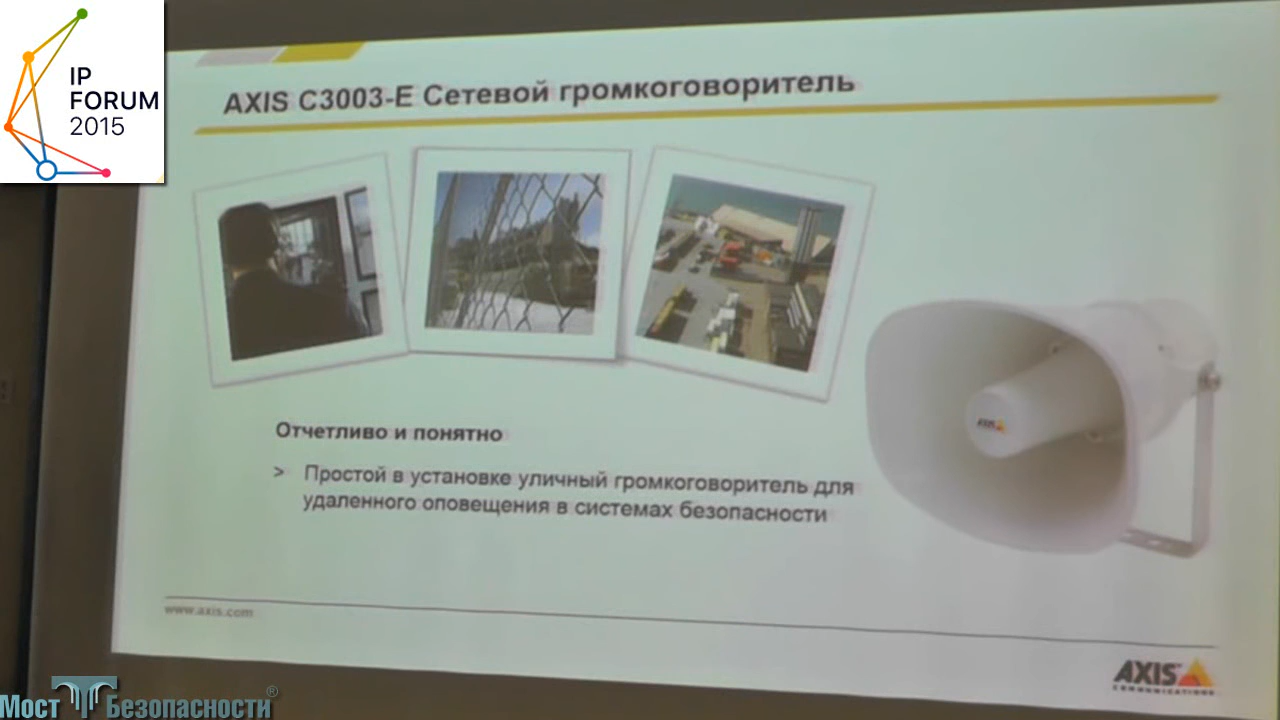 IP
FORUM
2015
AXIS C3003-E Сетевой громкоговоритель
AXIS
Отчетливо и понятно
> Простой в установке уличный громкоговоритель для
удаленного оповещения в системах безопасности
www.axis.com
AXIS
COMMUNICATIONS
Мост Безопасности®